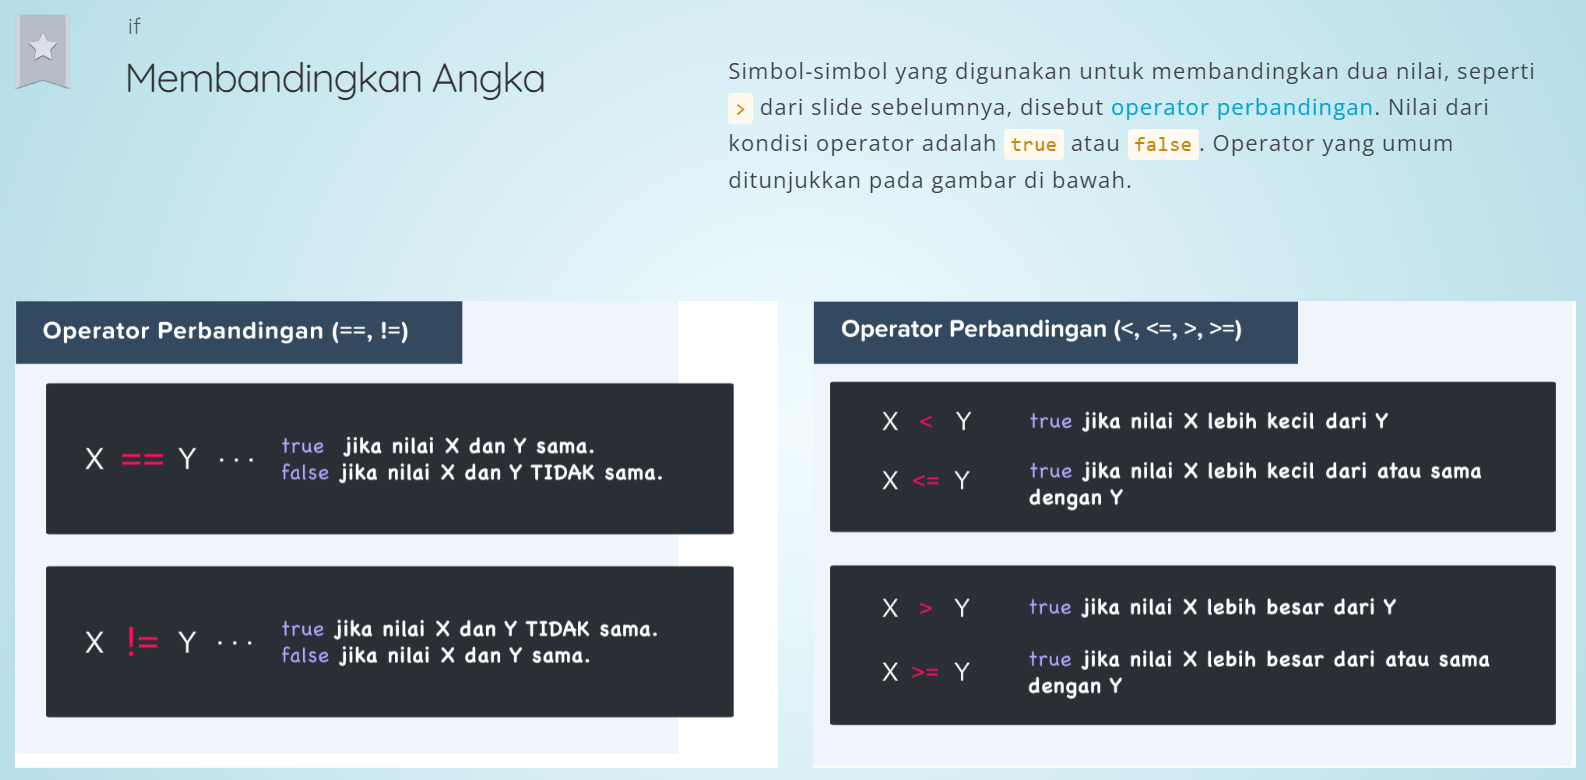 if
Membandingkan Angka
Simbol-simbol yang digunakan untuk membandingkan dua nilai, seperti
> dari slide sebelumnya, disebut operator perbandingan. Nilai dari
kondisi operator adalah true atau false. Operator yang umum
ditunjukkan pada gambar di bawah.
Operator Perbandingan (==, !=)
X == Y ··· true jika nilai X dan Y sama.
false jika nilai X dan Y TIDAK sama.
X != Y ··· true jika nilai X dan Y TIDAK sama.
false jika nilai X dan Y sama.
Operator Perbandingan (<, <=, >, >=)
X < Y true jika nilai X lebih kecil dari Y
X <= Y true jika nilai X lebih kecil dari atau sama
dengan Y
X > Y true jika nilai X lebih besar dari Y
X >= Y true jika nilai X lebih besar dari atau sama
dengan Y